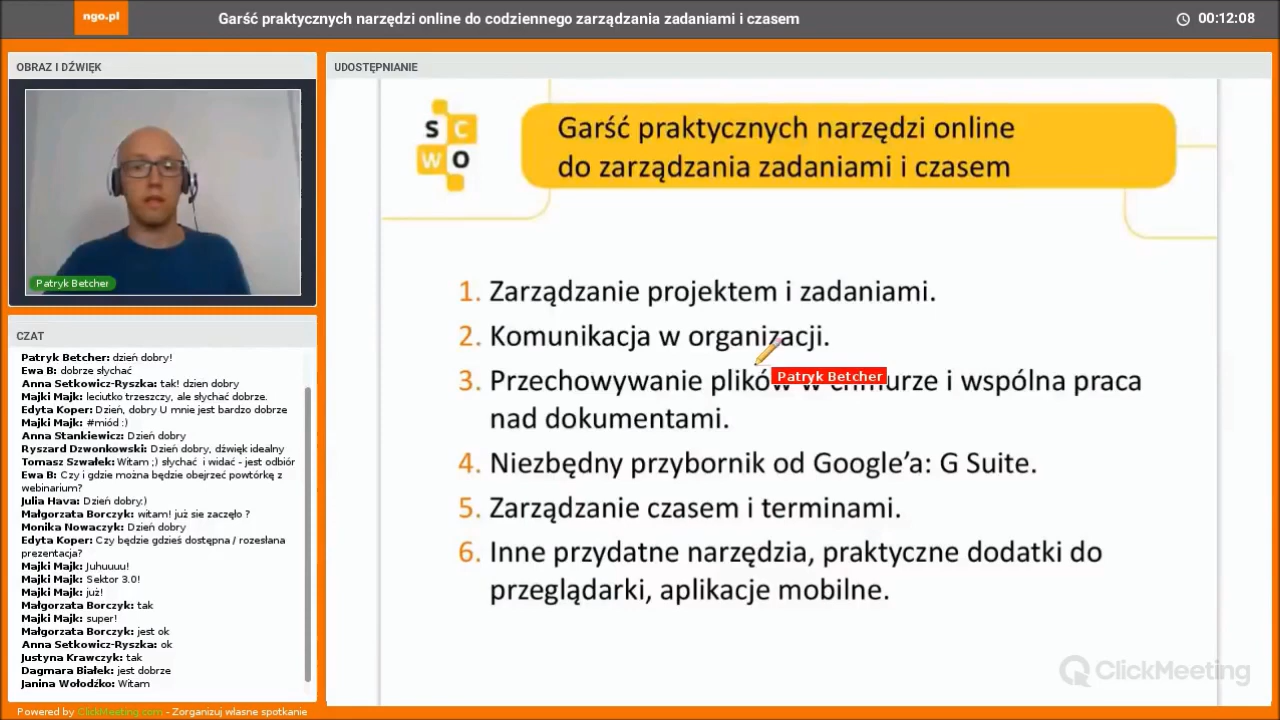 ngo.pl
Garść praktycznych narzędzi online do codziennego zarządzania zadaniami i czasem
00:12:08
OBRAZ I DŹWIĘK
Patryk Betcher
CZAT
Patryk Betcher: dzień dobry!
Ewa B: dobrze słychać
Anna Setkowicz-Ryszka: tak! dzien dobry
Majki Majk: leciutko trzeszczy, ale słychać dobrze.
Edyta Koper: Dzień, dobry U mnie jest bardzo dobrze
Majki Majk: #miód :)
Anna Stankiewicz: Dzień dobry
Ryszard Dzwonkowski: Dzień dobry, dźwięk idealny
Tomasz Szwałek: Witam ;) słychać i widać - jest odbiór
Ewa B: Czy i gdzie można będzie obejrzeć powtórkę z
webinarium?
Julia Hava: Dzień dobry:)
Małgorzata Borczyk: witam! już sie zaczęło ?
Monika Nowaczyk: Dzień dobry
Edyta Koper: Czy będzie gdzieś dostępna / rozesłana
prezentacja?
Majki Majk: Juhuuuu!
Majki Majk: Sektor 3.0!
Majki Majk: już!
Małgorzata Borczyk: tak
Majki Majk: super!
Małgorzata Borczyk: jest ok
Anna Setkowicz-Ryszka: ok
Justyna Krawczyk: tak
Dagmara Białek: jest dobrze
Janina Wołodźko: Witam
Powered by ClickMeeting.com - Zorganizuj własne spotkanie
UDOSTĘPNIANIE
S C
W O
Garść praktycznych narzędzi online
do zarządzania zadaniami i czasem
1. Zarządzanie projektem i zadaniami.
2. Komunikacja w organizacji.
3. Przechowywanie plików w chmurze i wspólna praca
Patryk Betcher
nad dokumentami.
4. Niezbędny przybornik od Google’a: G Suite.
5. Zarządzanie czasem i terminami.
6. Inne przydatne narzędzia, praktyczne dodatki do
przeglądarki, aplikacje mobilne.
ClickMeeting